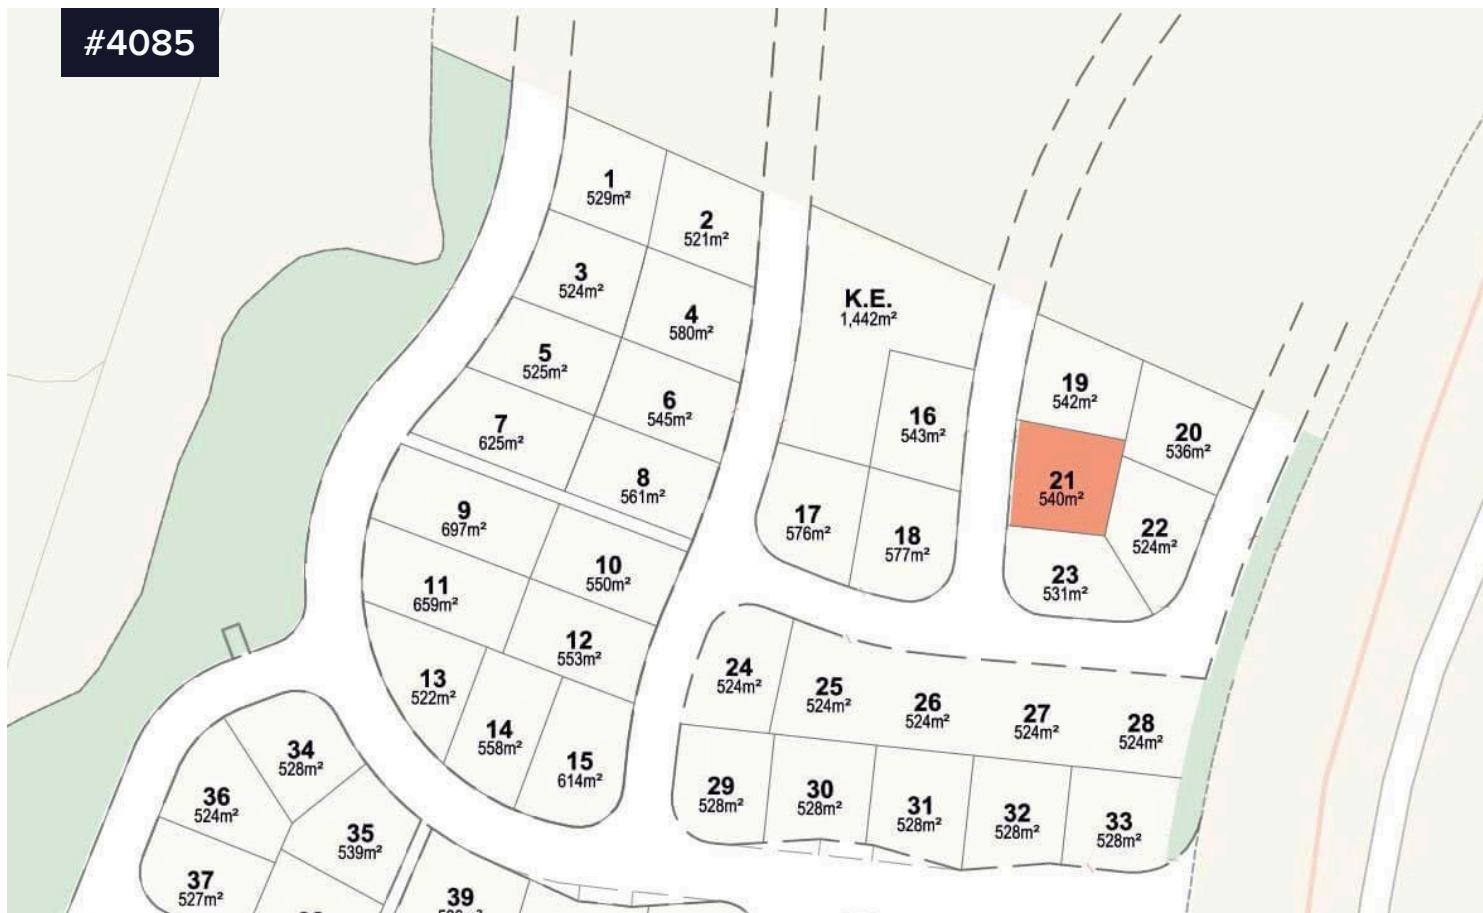 #4085
1
529m²
2
521m²
3
524m²
4
580m²
K.E.
1,442m²
5
525m²
6
545m²
7
625m²
8
561m²
16
543m²
19
542m²
20
536m²
21
540m²
22
524m²
9
697m²
10
550m²
17
576m²
18
577m²
23
531m²
11
659m²
12
553m²
13
522m²
14
558m²
15
614m²
24
524m²
25
524m²
26
524m²
27
524m²
28
524m²
29
528m²
30
528m²
31
528m²
32
528m²
33
528m²
34
528m²
36
524m²
35
539m²
37
527m²
39